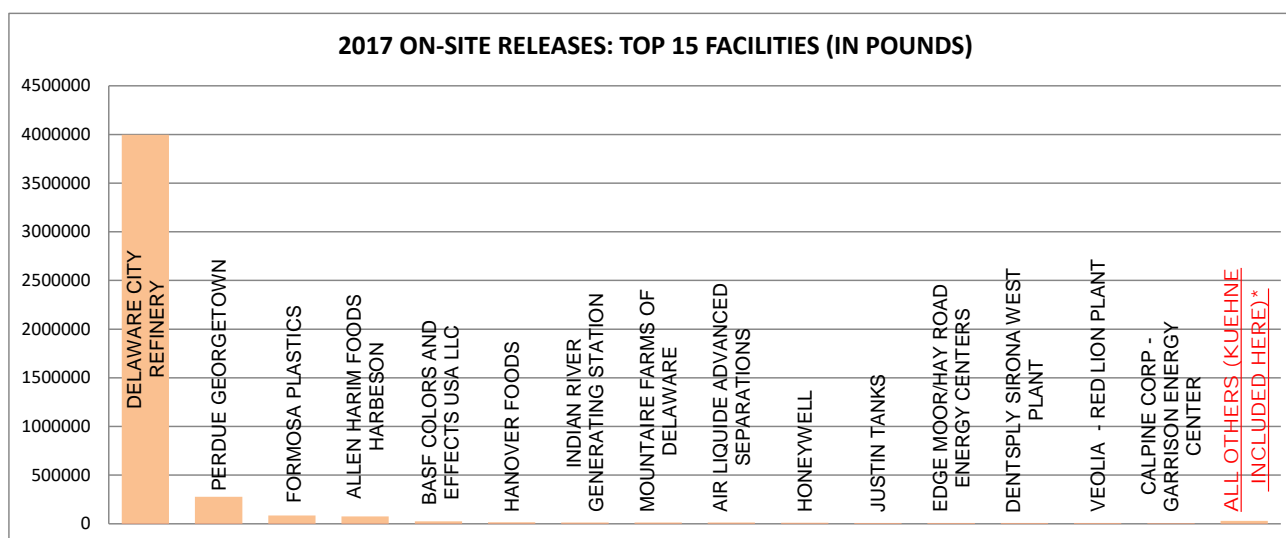 2017 ON-SITE RELEASES: TOP 15 FACILITIES (IN POUNDS)
4500000
4000000
3500000
3000000
2500000
2000000
1500000
1000000
500000
0
DELAWARE CITY
REFINERY
PERDUE GEORGETOWN
FORMOSA PLASTICS
ALLEN HARIM FOODS
HARBESON
BASF COLORS AND
EFFECTS USA LLC
HANOVER FOODS
INDIAN RIVER
GENERATING STATION
MOUNTAIRE FARMS OF
DELAWARE
AIR LIQUIDE ADVANCED
SEPARATIONS
HONEYWELL
JUSTIN TANKS
EDGE MOOR/HAY ROAD
ENERGY CENTERS
DENTSPLY SIRONA WEST
PLANT
VEOLIA - RED LION PLANT
CALPINE CORP -
GARRISON ENERGY
CENTER
ALL OTHERS (KUEHNE
INCLUDED HERE)*